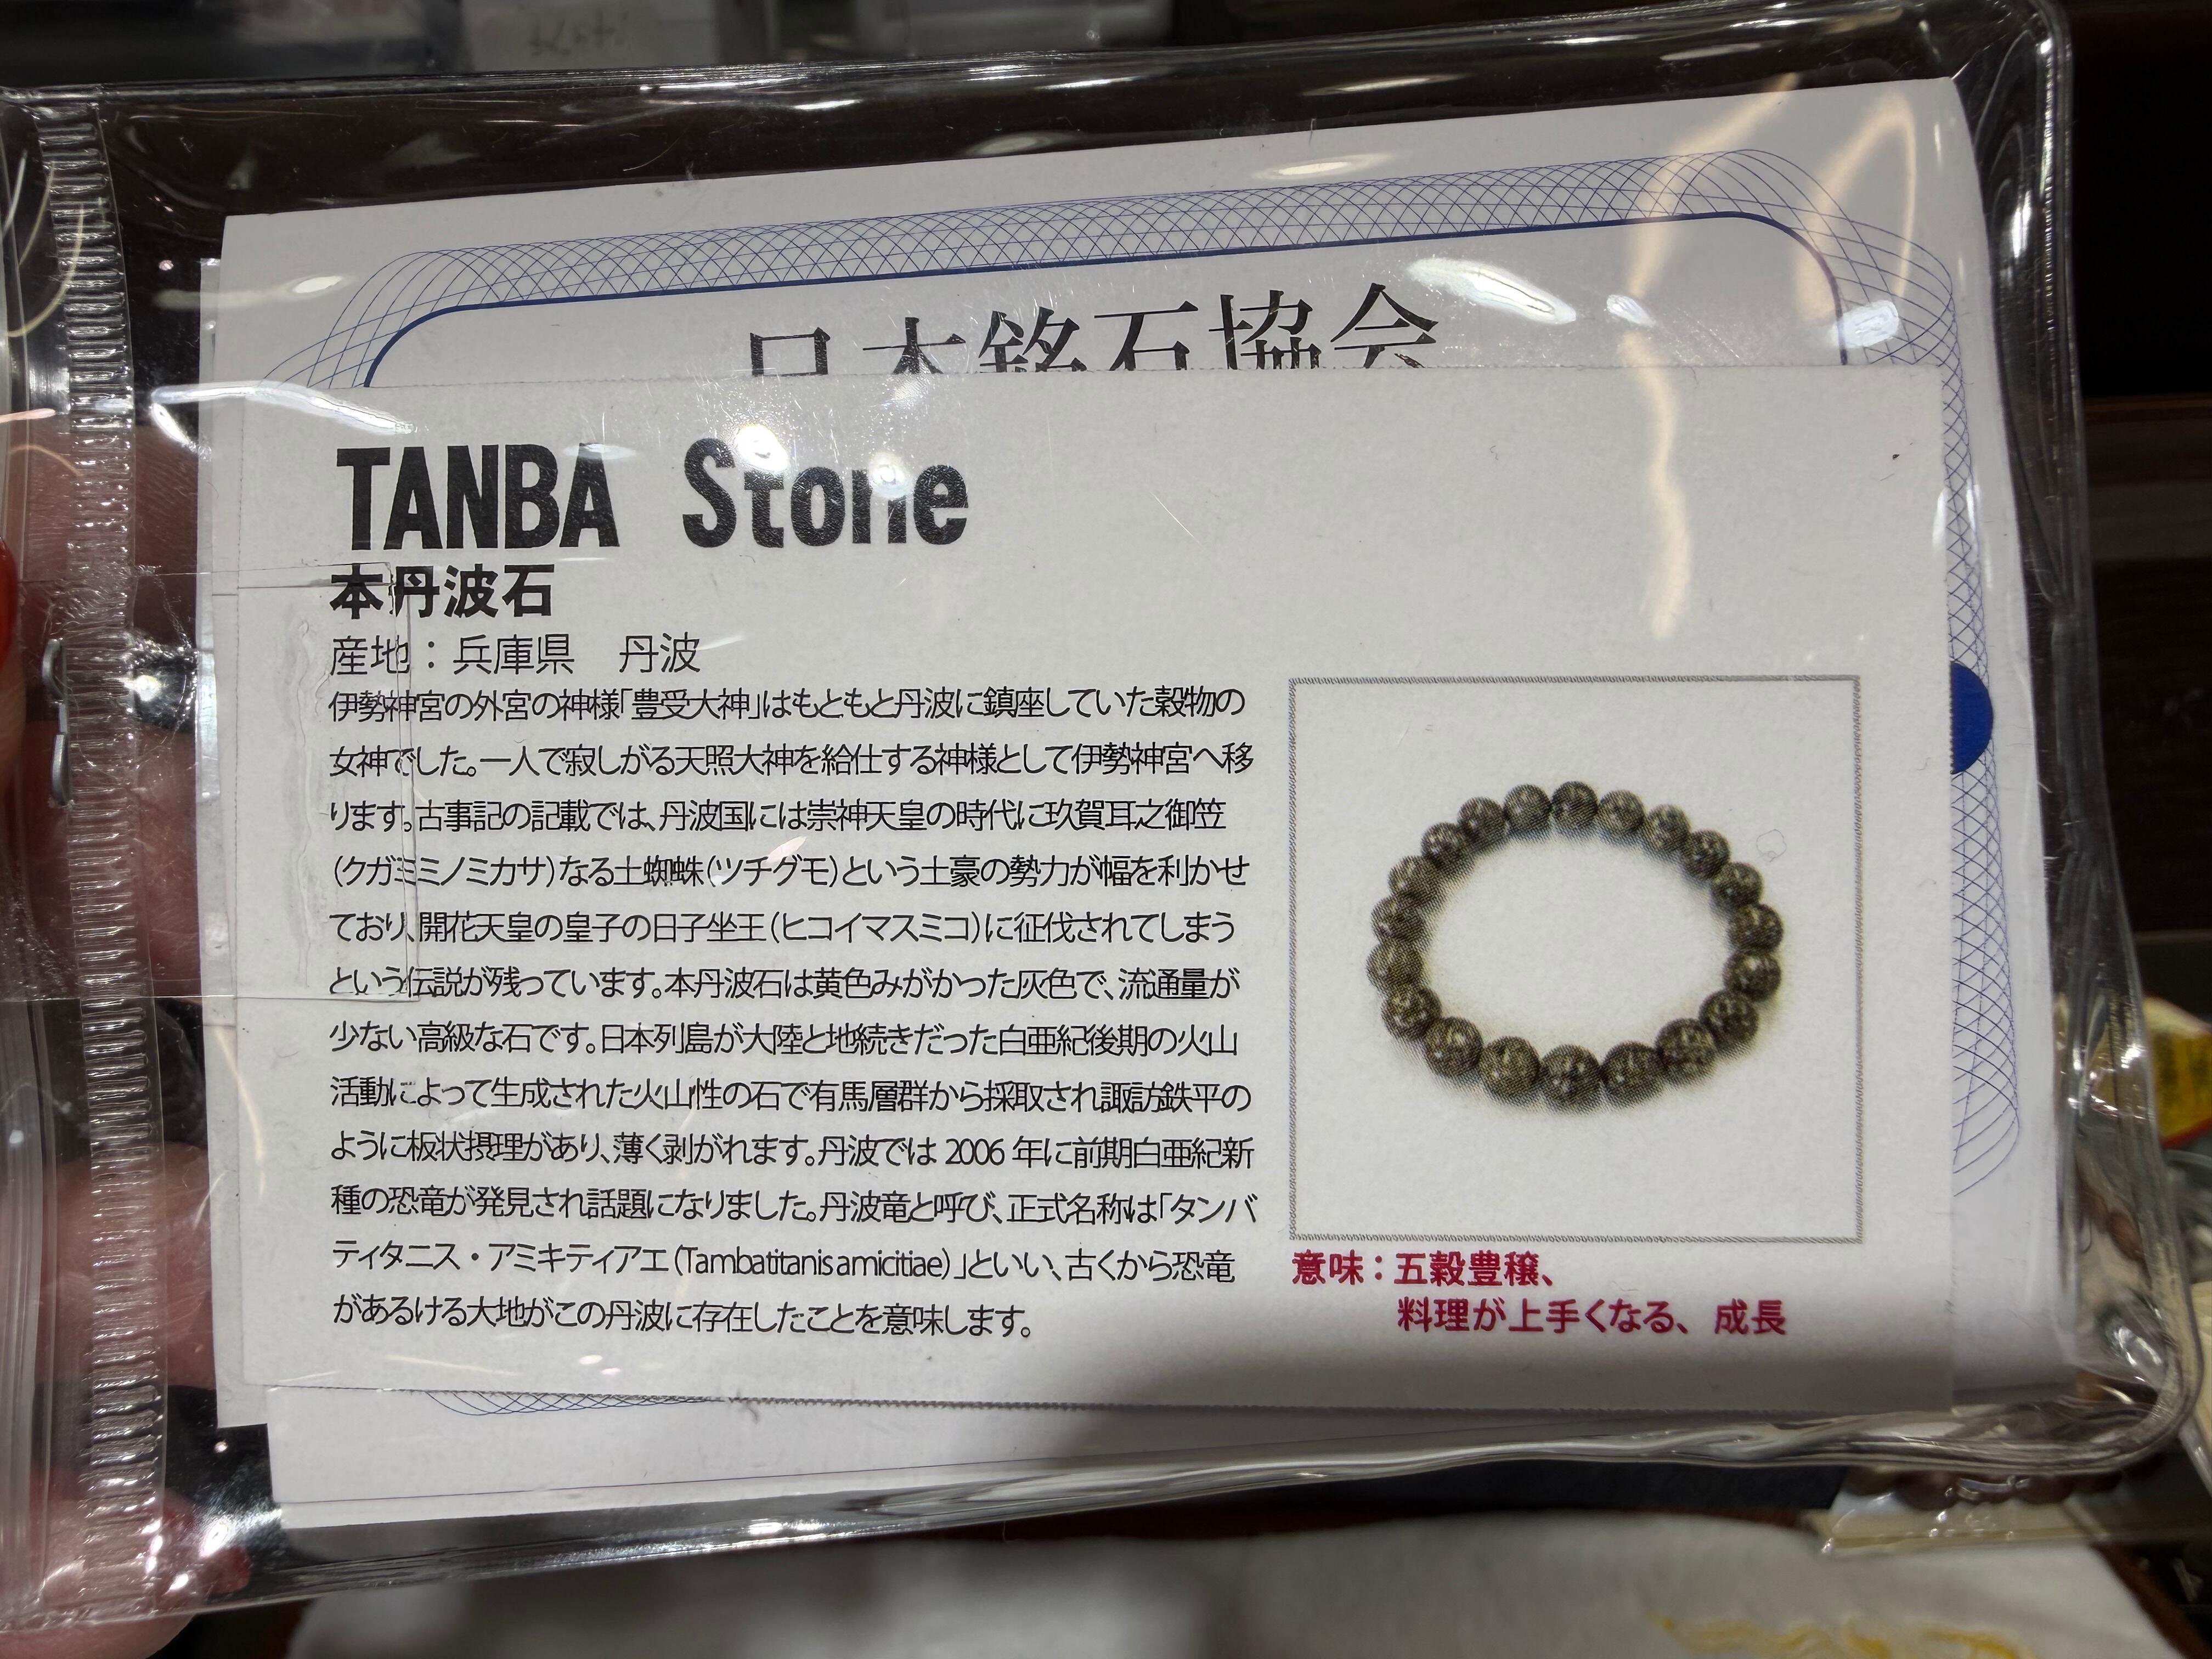 日本銘石協会
TANBA Stone
本丹波石
産地：兵庫県　丹波
伊勢神宮の外宮の神様「豊受大神」はもともと丹波に鎮座していた穀物の
女神でした。一人で寂しがる天照大神を給仕する神様として伊勢神宮へ移
ります。古事記の記載では、丹波国には崇神天皇の時代に玖賀耳之御笠
（クガミミノミカサ）なる土蜘蛛（ツチグモ）という土豪の勢力が幅を利かせ
ており、開花天皇の皇子の日子坐王（ヒコイマスミコ）に征伐されてしまう
という伝説が残っています。本丹波石は黄色みがかった灰色で、流通量が
少ない高級な石です。日本列島が大陸と地続きだった白亜紀後期の火山
活動によって生成された火山性の石で有馬層群から採取され諏訪鉄平の
ように板状摂理があり、薄く剥がれます。丹波では 2006 年に前期白亜紀新
種の恐竜が発見され話題になりました。丹波竜と呼び、正式名称は「タンバ
ティタニス・アミキティアエ（Tambatitanis amicitiae）」といい、古くから恐竜
があるける大地がこの丹波に存在したことを意味します。
意味：五穀豊穣、
料理が上手くなる、成長